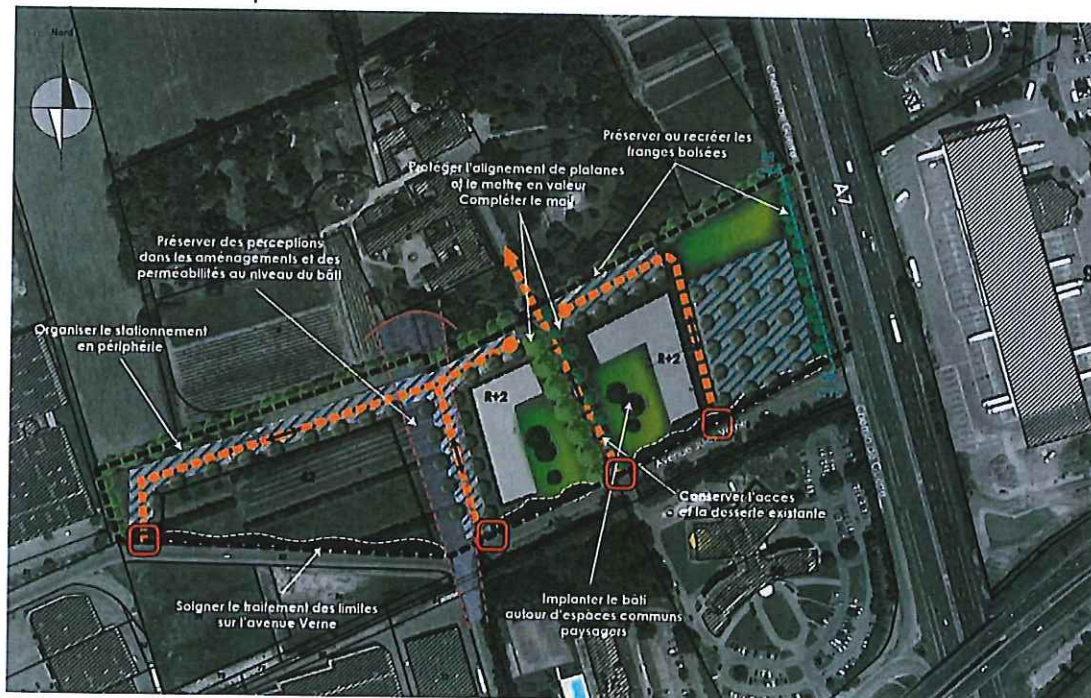 Nord
Préserver ou recréer les
franges boisées
Protéger l'alignement de platanes
et le mettre en valeur
Compléter le mail
Préserver des perceptions
dans les aménagements et des
perméabilités au niveau du bâti
Organiser le stationnement
en périphérie
A7
R+2
R+2
Avenue
Conserver l'accès
et la desserte existante
Soigner le traitement des limites
sur l'avenue Verne
Implanter le bâti
autour d'espaces communs
paysagers